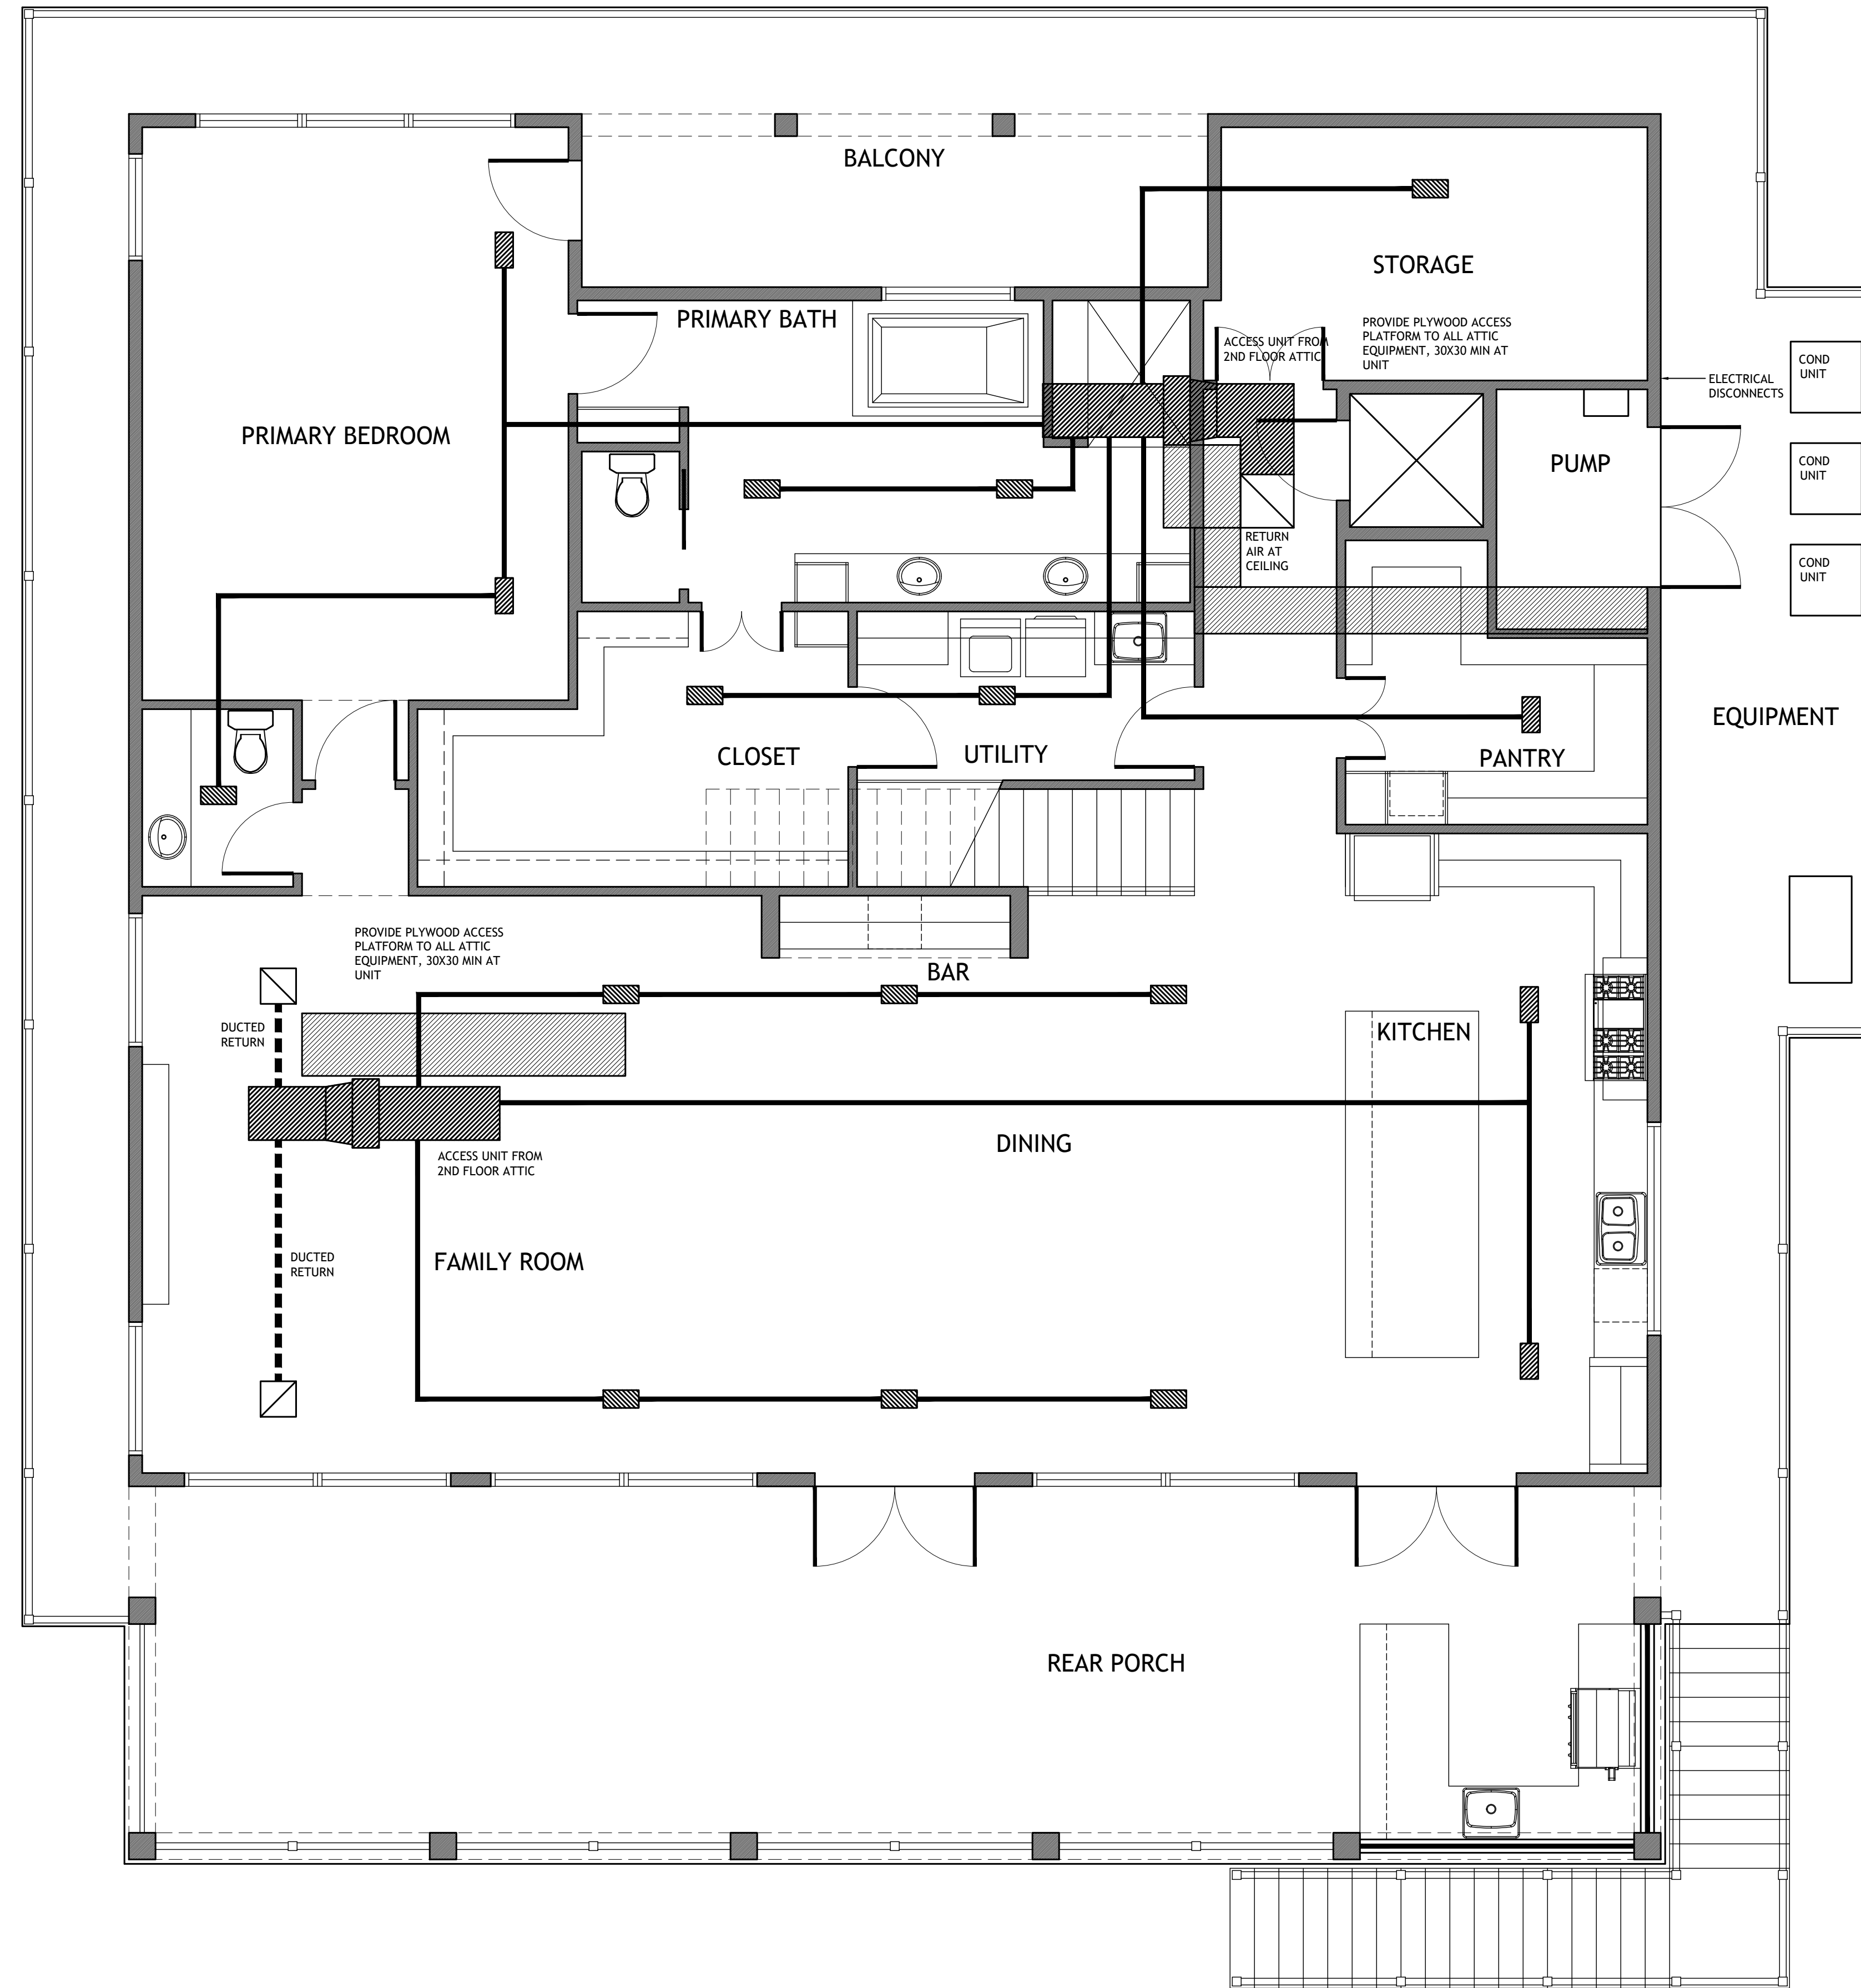 BALCONY
STORAGE
PRIMARY BATH
PROVIDE PLYWOOD ACCESS
PLATFORM TO ALL ATTIC
EQUIPMENT, 30X30 MIN AT
UNIT
ACCESS UNIT FROM
2ND FLOOR ATTIC
COND
UNIT
ELECTRICAL
DISCONNECTS
PRIMARY BEDROOM
PUMP
COND
UNIT
RETURN
AIR AT
CEILING
COND
UNIT
EQUIPMENT
CLOSET
UTILITY
PANTRY
PROVIDE PLYWOOD ACCESS
PLATFORM TO ALL ATTIC
EQUIPMENT, 30X30 MIN AT
UNIT
BAR
DUCTED
RETURN
KITCHEN
DINING
ACCESS UNIT FROM
2ND FLOOR ATTIC
DUCTED
RETURN
FAMILY ROOM
REAR PORCH